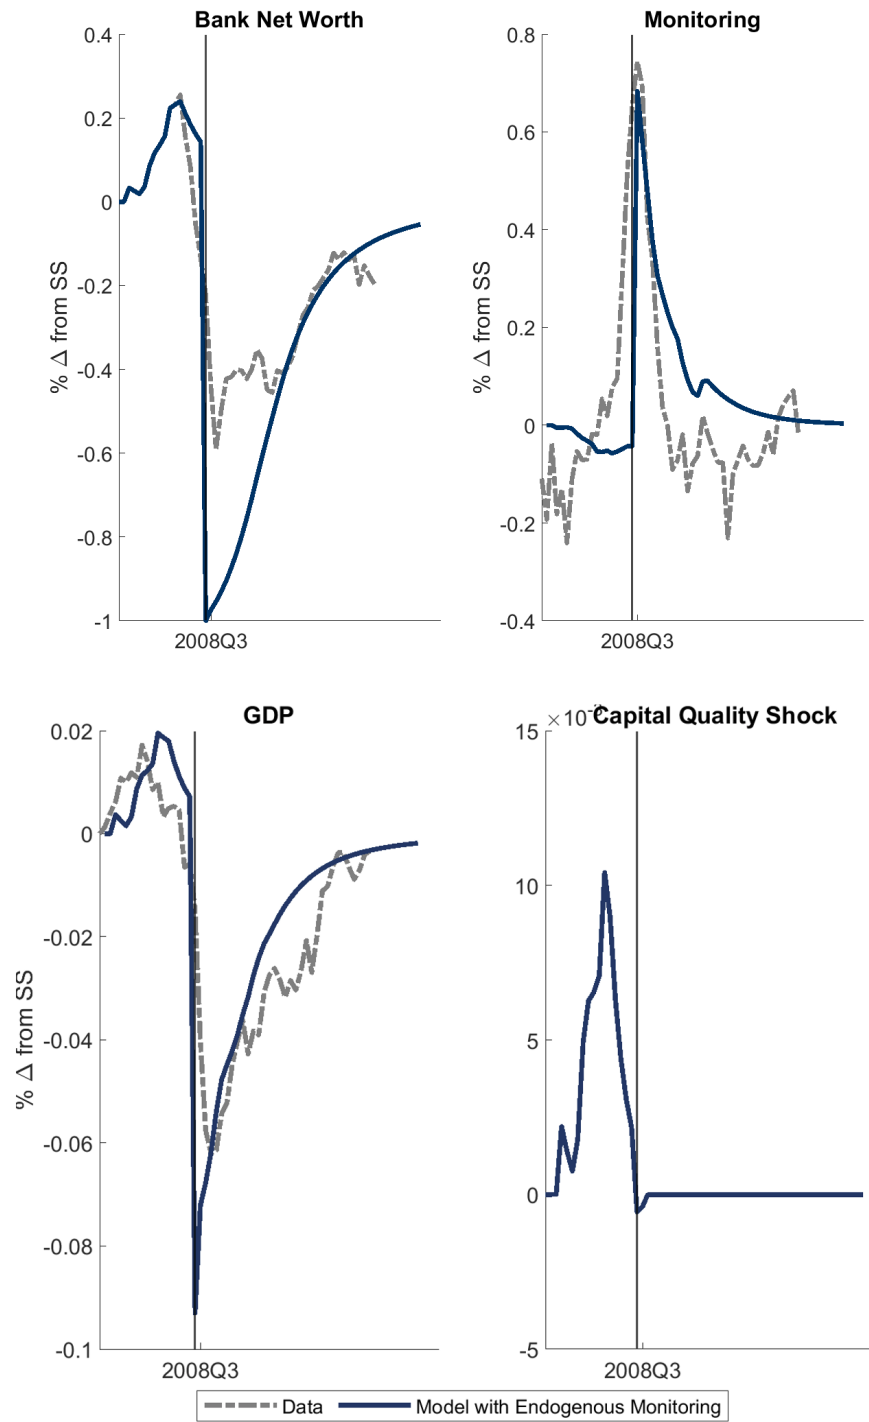 Bank Net Worth
0.4
0.2
0
-0.2
-0.4
-0.6
-0.8
-1
% Δ from SS
2008Q3
Monitoring
0.8
0.6
0.4
0.2
0
-0.2
-0.4
% Δ from SS
2008Q3
GDP
0.02
0
-0.02
-0.04
-0.06
-0.08
-0.1
% Δ from SS
2008Q3
×10⁻³
Capital Quality Shock
15
10
5
0
-5
2008Q3
Data
Model with Endogenous Monitoring